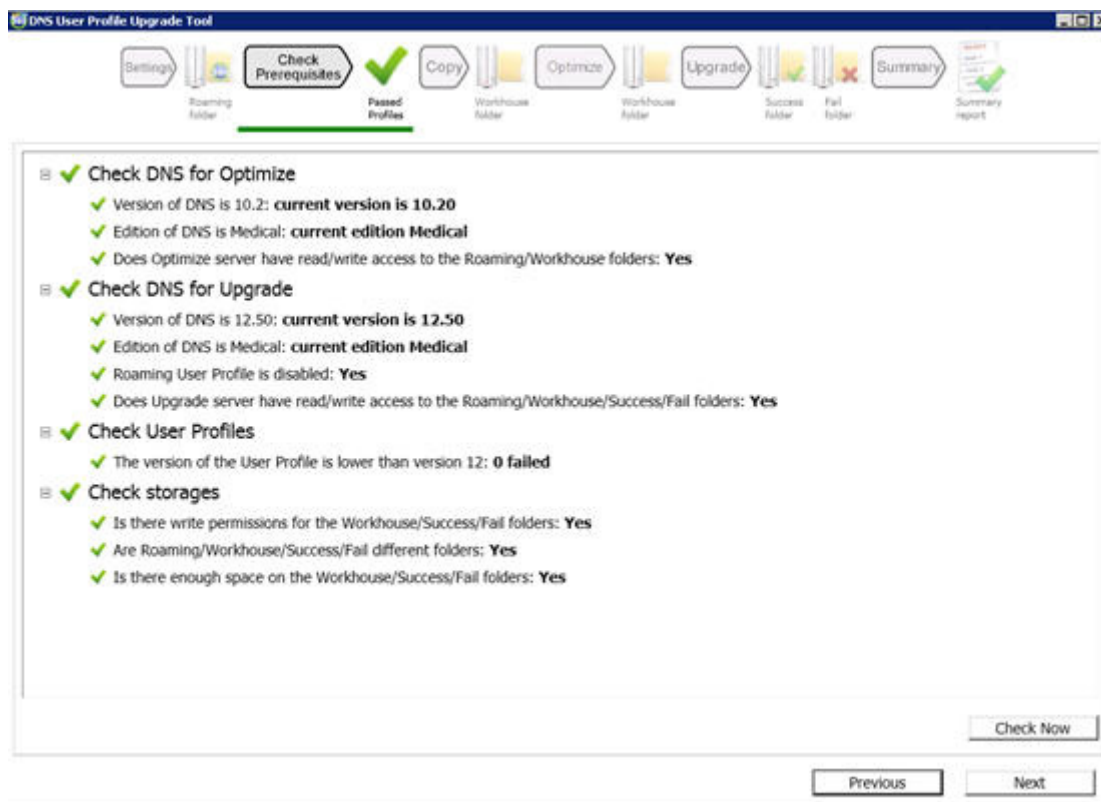 DNS User Profile Upgrade Tool
Settings
Check Prerequisites
Copy
Optimize
Upgrade
Summary
Roaming folder
Passed Profiles
Workhouse folder
Workhouse folder
Success folder
Fail folder
Summary report
Check DNS for Optimize
Version of DNS is 10.2: current version is 10.20
Edition of DNS is Medical: current edition Medical
Does Optimize server have read/write access to the Roaming/Workhouse folders: Yes
Check DNS for Upgrade
Version of DNS is 12.50: current version is 12.50
Edition of DNS is Medical: current edition Medical
Roaming User Profile is disabled: Yes
Does Upgrade server have read/write access to the Roaming/Workhouse/Success/Fail folders: Yes
Check User Profiles
The version of the User Profile is lower than version 12: 0 failed
Check storages
Is there write permissions for the Workhouse/Success/Fail folders: Yes
Are Roaming/Workhouse/Success/Fail different folders: Yes
Is there enough space on the Workhouse/Success/Fail folders: Yes
Check Now
Previous
Next